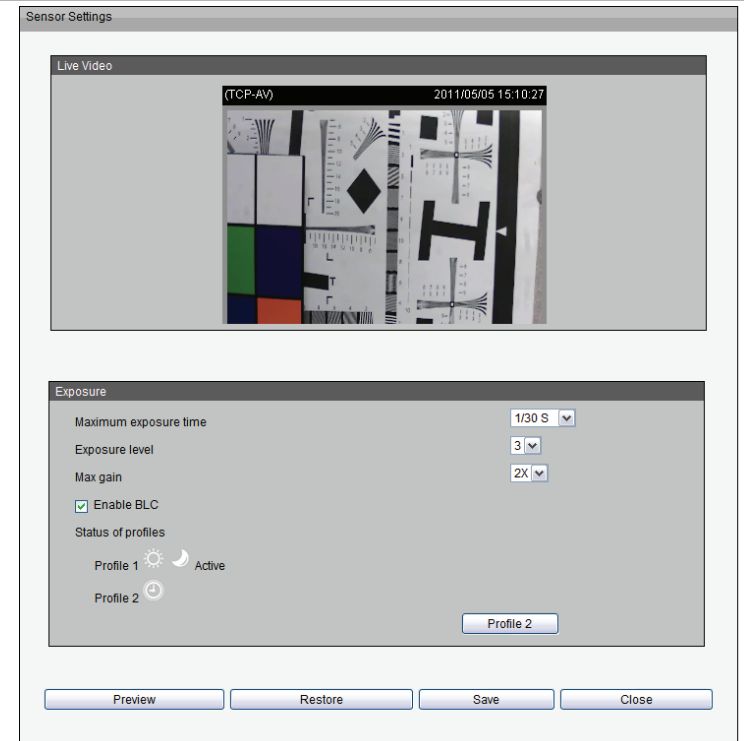 Sensor Settings
Live Video
(TCP-AV) 2011/05/05 15:10:27
Exposure
Maximum exposure time 1/30 S
Exposure level 3
Max gain 2X
Enable BLC
Status of profiles
Profile 1 Active
Profile 2
Profile 2
Preview Restore Save Close